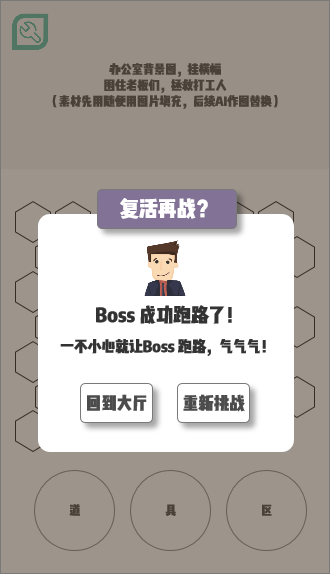 办公室背景图，挂横幅
困住老板们，拯救打工人
（素材先用随便用图片填充，后续AI作图替换）
复活再战？
Boss 成功跑路了！
一不小心就让Boss 跑路，气气气！
回到大厅 重新挑战
道 具 区